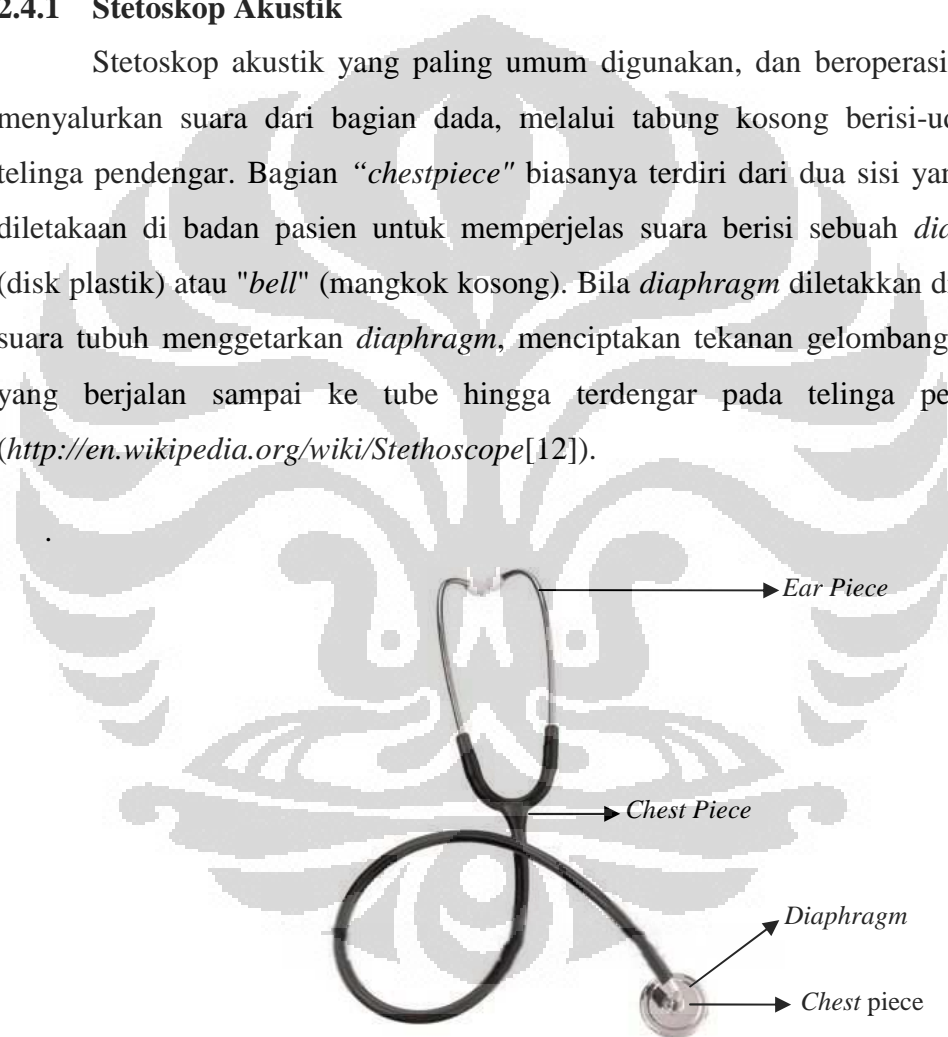 2.4.1 Stetoskop Akustik
Stetoskop akustik yang paling umum digunakan, dan beroperasi
menyalurkan suara dari bagian dada, melalui tabung kosong berisi-u
telinga pendengar. Bagian “chestpiece" biasanya terdiri dari dua sisi yan
diletakaan di badan pasien untuk memperjelas suara berisi sebuah dia
(disk plastik) atau "bell" (mangkok kosong). Bila diaphragm diletakkan di
suara tubuh menggetarkan diaphragm, menciptakan tekanan gelombang
yang berjalan sampai ke tube hingga terdengar pada telinga pe
(http://en.wikipedia.org/wiki/Stethoscope[12]).
.
Ear Piece
Chest Piece
Diaphragm
Chest piece